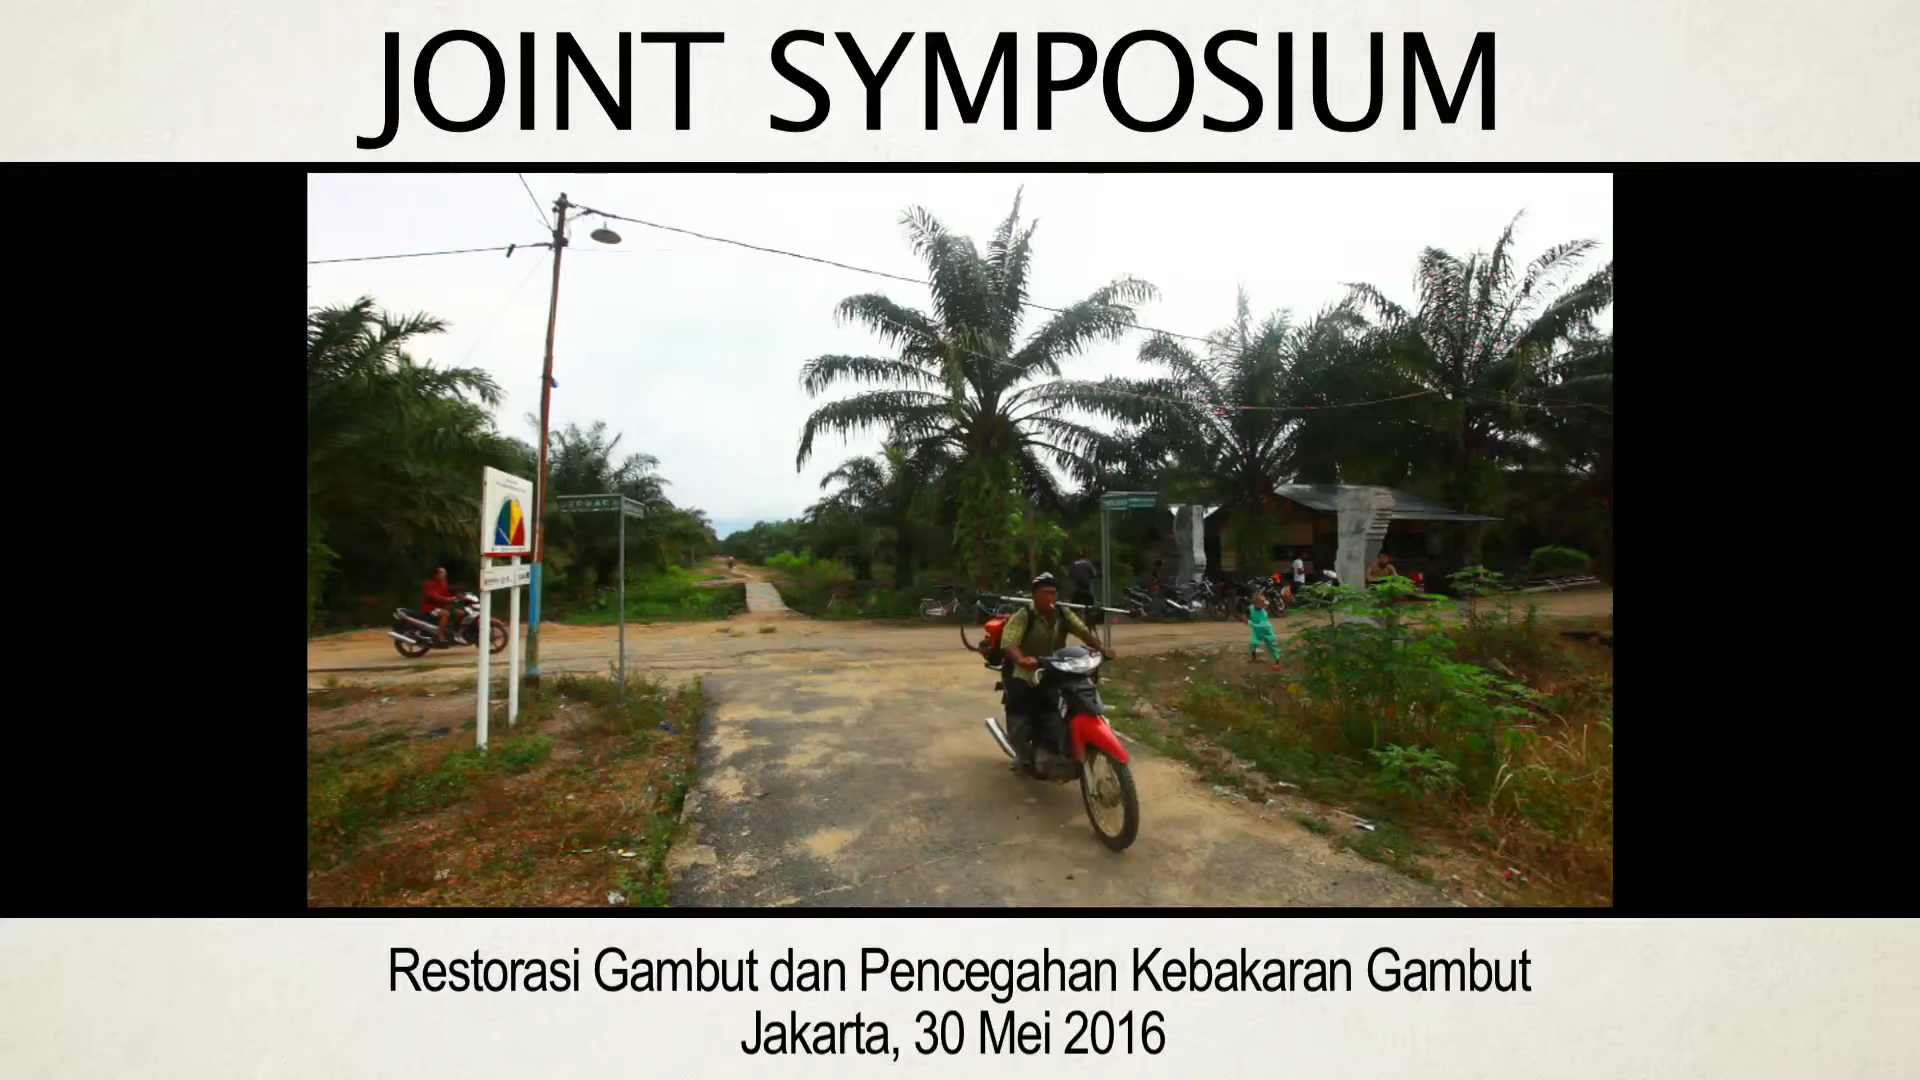 JOINT SYMPOSIUM
Restorasi Gambut dan Pencegahan Kebakaran Gambut
Jakarta, 30 Mei 2016